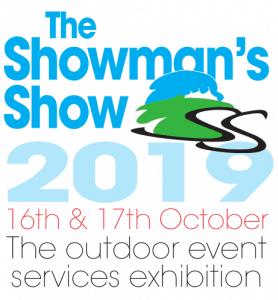 The
Showman's
Show
2019
16th & 17th October
The outdoor event
services exhibition